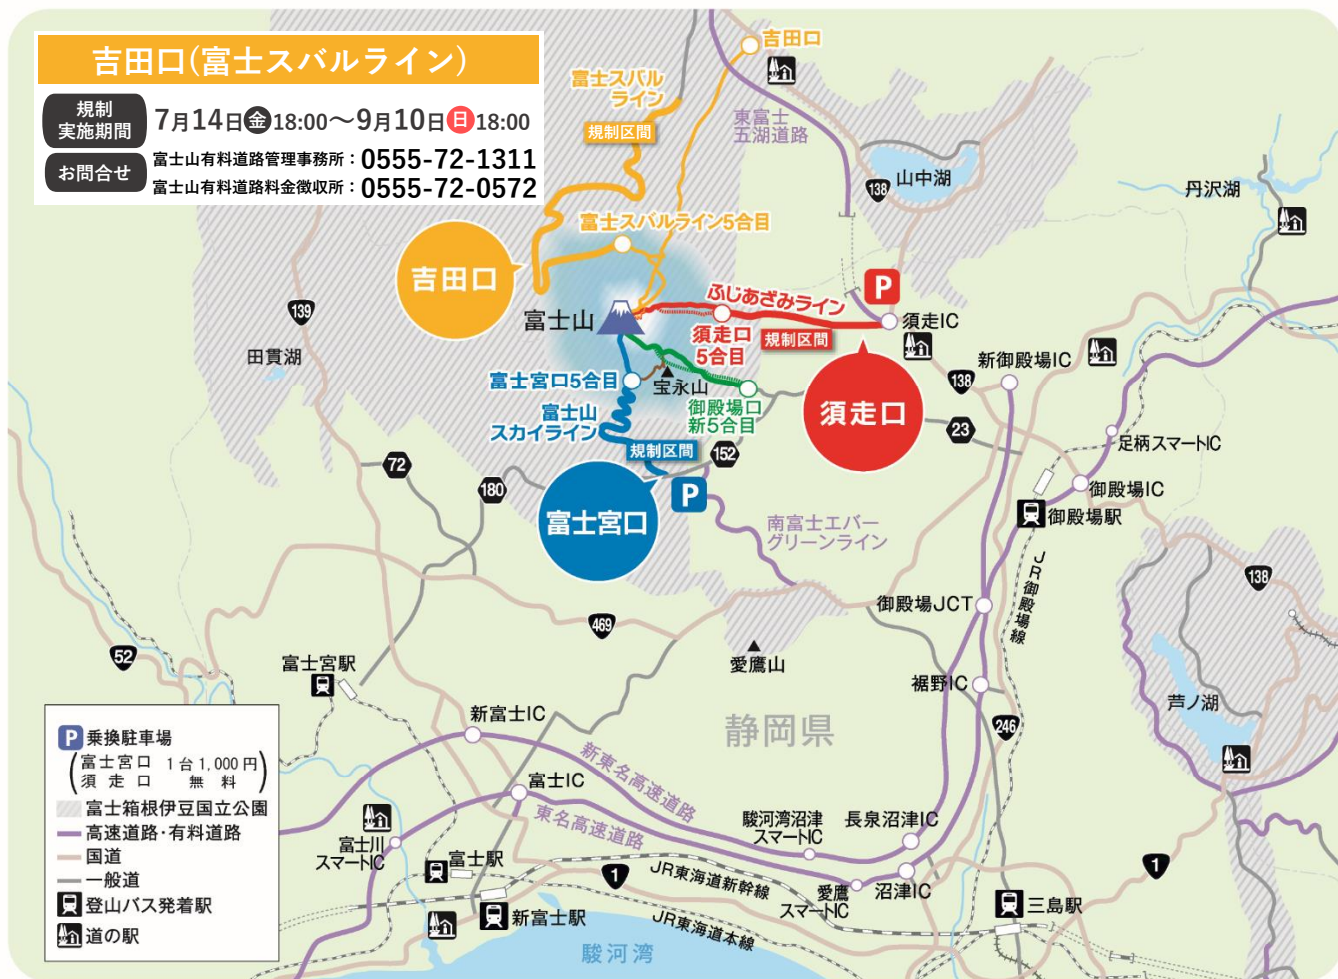 吉田口(富士スバルライン)
規制
実施期間
7月14日金18:00～9月10日日18:00
お問合せ
富士山有料道路管理事務所：0555-72-1311
富士山有料道路料金徴収所：0555-72-0572
吉田口
富士スバル
ライン
規制区間
東富士
五湖道路
138
山中湖
丹沢湖
富士スバルライン5合目
吉田口
139
田貫湖
富士山
ふじあざみライン
P
須走IC
須走口
5合目
規制区間
新御殿場IC
138
富士宮口5合目
宝永山
御殿場口
新5合目
須走口
23
富士山
スカイライン
規制区間
152
足柄スマートIC
72
180
P
御殿場IC
御殿場駅
富士宮口
南富士エバー
グリーンライン
JR御殿場線
138
御殿場JCT
469
52
富士宮駅
愛鷹山
裾野IC
芦ノ湖
新富士IC
静岡県
246
新東名高速道路
富士IC
東名高速道路
駿河湾沼津
スマートIC
長泉沼津IC
富士川
スマートIC
富士駅
1
JR東海道新幹線
愛鷹
スマートIC
沼津IC
1
新富士駅
JR東海道本線
三島駅
駿河湾
P 乗換駐車場
(富士宮口 1台1,000円
須走口 無料)
富士箱根伊豆国立公園
高速道路・有料道路
国道
一般道
登山バス発着駅
道の駅